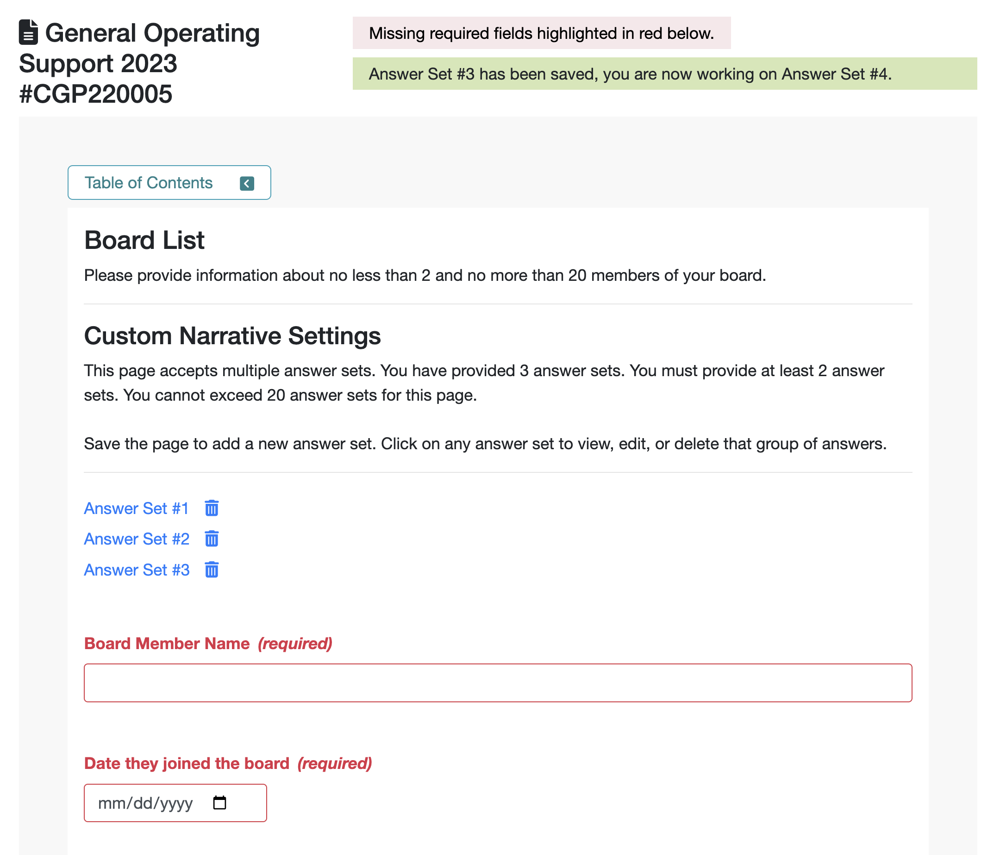 General Operating
Support 2023
#CGP220005
Missing required fields highlighted in red below.
Answer Set #3 has been saved, you are now working on Answer Set #4.
Table of Contents
Board List
Please provide information about no less than 2 and no more than 20 members of your board.
Custom Narrative Settings
This page accepts multiple answer sets. You have provided 3 answer sets. You must provide at least 2 answer
sets. You cannot exceed 20 answer sets for this page.
Save the page to add a new answer set. Click on any answer set to view, edit, or delete that group of answers.
Answer Set #1
Answer Set #2
Answer Set #3
Board Member Name (required)
Date they joined the board (required)
mm/dd/yyyy